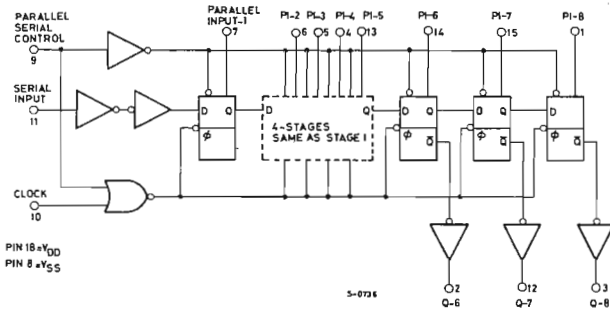 PARALLEL
SERIAL
CONTROL
9
SERIAL
INPUT
11
CLOCK
10
PARALLEL
INPUT-1
7
PI-2
6
PI-3
5
PI-4
4
PI-5
13
PI-6
14
PI-7
15
PI-8
1
D Q
ϕ
D Q
4-STAGES
SAME AS STAGE 1
D Q
ϕ Q̅
D Q
ϕ Q̅
D
ϕ Q̅
2
Q-6
12
Q-7
3
Q-8
PIN 18=VDD
PIN 8=VSS
S-0736